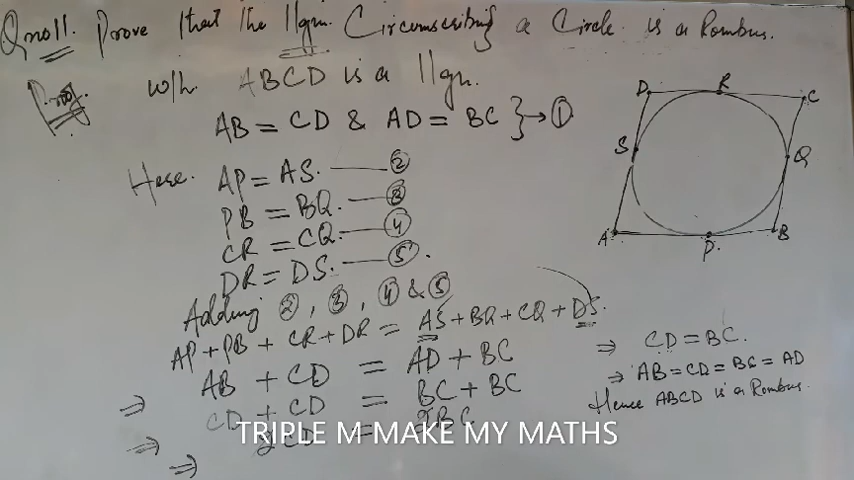 Qno11. Prove that the llgm. Circumscribing a Circle is a Rombus.
Proof. W/h. ABCD is a llgm.
AB = CD & AD = BC } → ①
Here. AP = AS. — ②
PB = BQ. — ③
CR = CQ. — ④
DR = DS. — ⑤.
Adding ②, ③, ④ & ⑤
AP + PB + CR + DR = AS + BQ + CQ + DS.
AB + CD = AD + BC
⇒ CD + CD = BC + BC
⇒ 2CD = 2BC
⇒
⇒ CD = BC.
⇒ AB = CD = BC = AD
Hence ABCD is a Rombus.
D R C
S Q
A P B
TRIPLE M MAKE MY MATHS